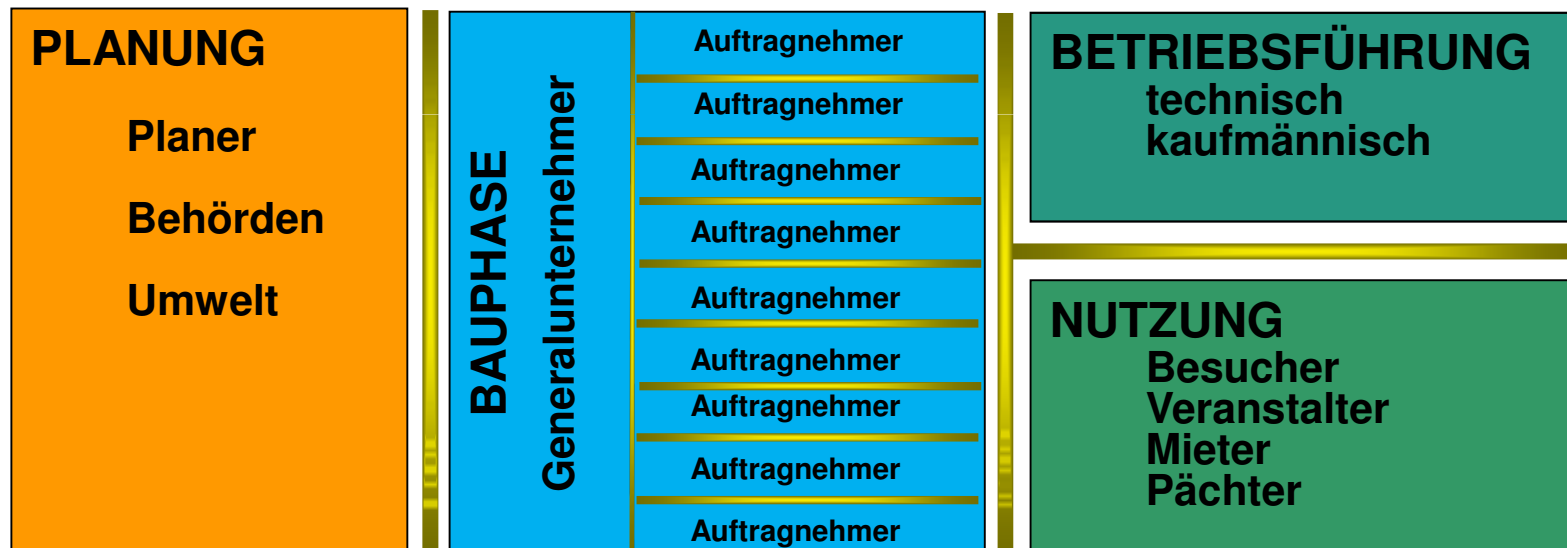 PLANUNG
Planer
Behörden
Umwelt
BAUPHASE
Generalunternehmer
Auftragnehmer
Auftragnehmer
Auftragnehmer
Auftragnehmer
Auftragnehmer
Auftragnehmer
Auftragnehmer
Auftragnehmer
Auftragnehmer
BETRIEBSFÜHRUNG
technisch
kaufmännisch
NUTZUNG
Besucher
Veranstalter
Mieter
Pächter